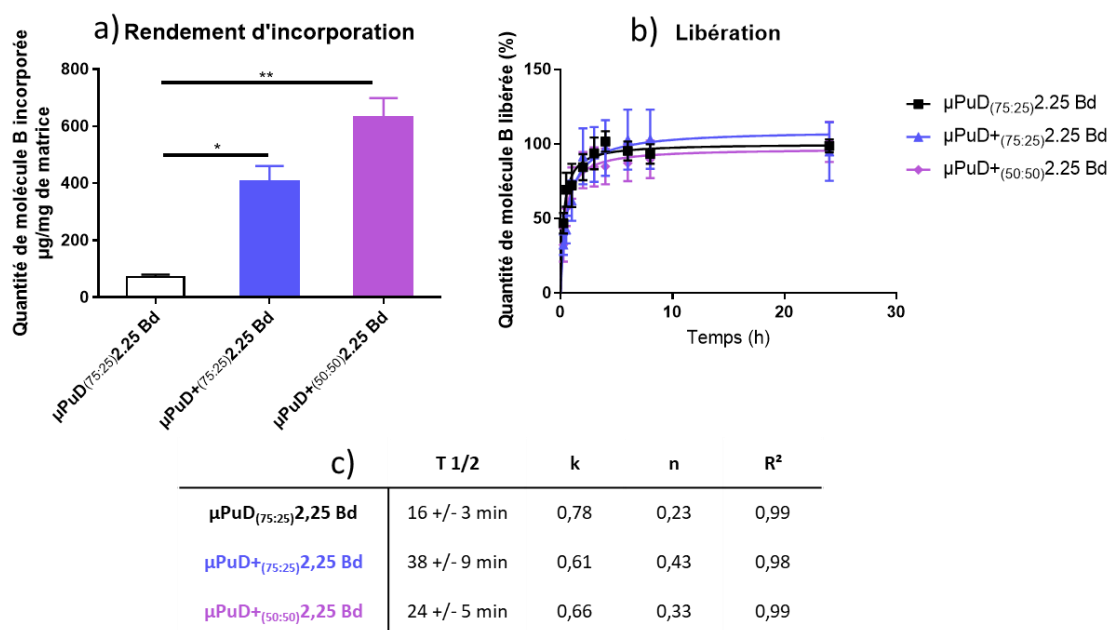 a) Rendement d'incorporation
Quantité de molécule B incorporée
µg/mg de matrice
800
600
400
200
0
**
*
µPuD(75:25)2.25 Bd
µPuD+(75:25)2.25 Bd
µPuD+(50:50)2.25 Bd
b) Libération
Quantité de molécule B libérée (%)
150
100
50
0
0
10
20
30
Temps (h)
µPuD(75:25)2.25 Bd
µPuD+(75:25)2.25 Bd
µPuD+(50:50)2.25 Bd
c) T 1/2 k n R²
µPuD(75:25)2,25 Bd 16 +/- 3 min 0,78 0,23 0,99
µPuD+(75:25)2,25 Bd 38 +/- 9 min 0,61 0,43 0,98
µPuD+(50:50)2,25 Bd 24 +/- 5 min 0,66 0,33 0,99